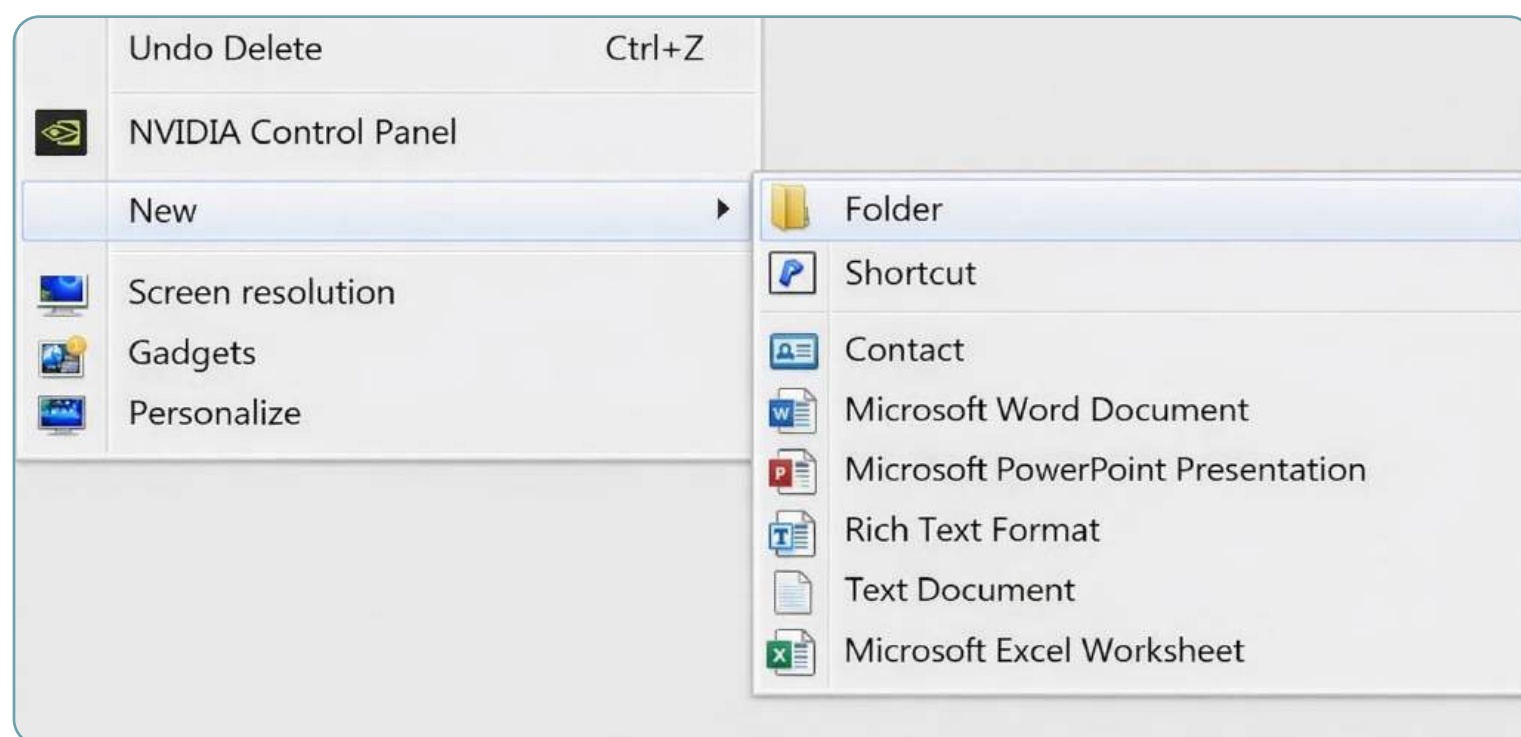 Undo Delete Ctrl+Z
NVIDIA Control Panel
New
Screen resolution
Gadgets
Personalize
Folder
Shortcut
Contact
Microsoft Word Document
Microsoft PowerPoint Presentation
Rich Text Format
Text Document
Microsoft Excel Worksheet